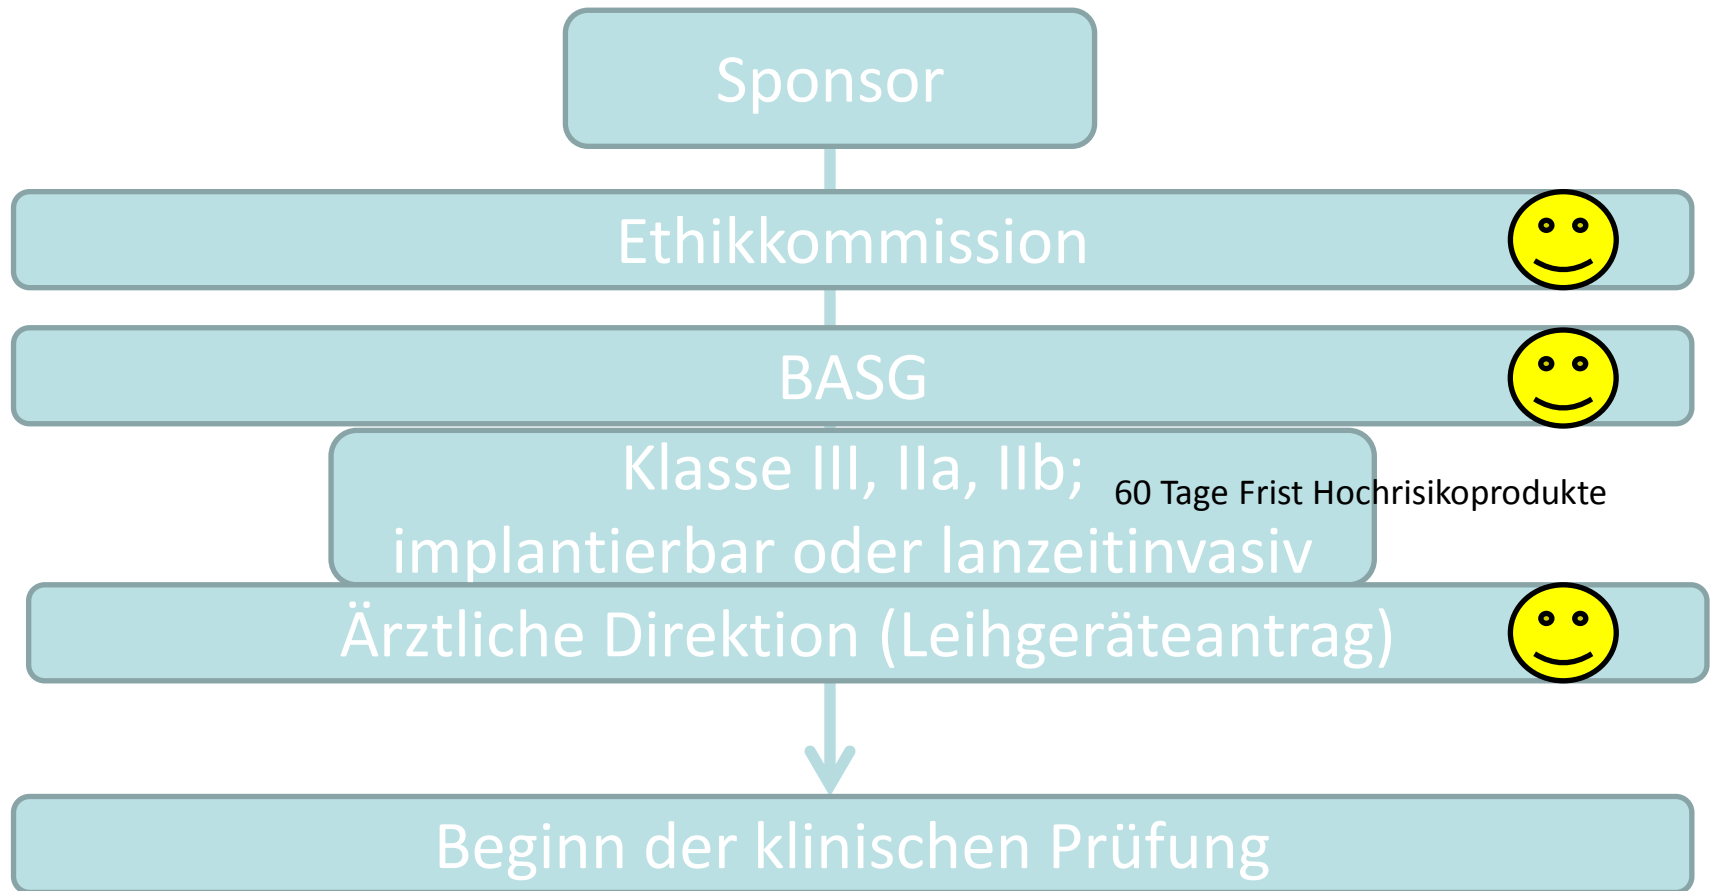 Sponsor
Ethikkommission
BASG
Klasse III, IIa, IIb;
60 Tage Frist Hochrisikoprodukte
implantierbar oder lanzeitinvasiv
Ärztliche Direktion (Leihgeräteantrag)
Beginn der klinischen Prüfung